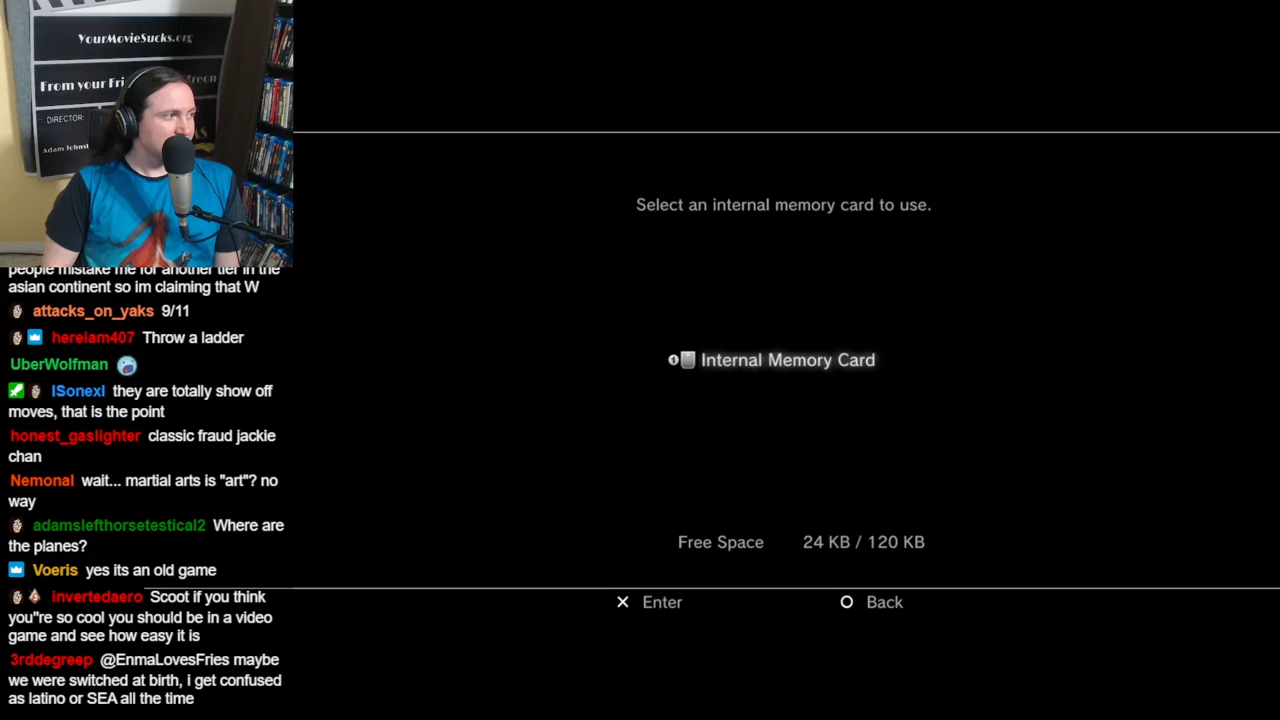 YourMovieSucks.org
From your Fri
treon
DIRECTOR:
Adam Johnst
Select an internal memory card to use.
Internal Memory Card
Free Space 24 KB / 120 KB
X Enter O Back
people mistake me for another tier in the
asian continent so im claiming that W
attacks_on_yaks 9/11
hereiam407 Throw a ladder
UberWolfman
ISonexI they are totally show off
moves, that is the point
honest_gaslighter classic fraud jackie
chan
Nemonal wait... martial arts is "art"? no
way
adamslefthorsetestical2 Where are
the planes?
Voeris yes its an old game
invertedaero Scoot if you think
you"re so cool you should be in a video
game and see how easy it is
3rddegreep @EnmaLovesFries maybe
we were switched at birth, i get confused
as latino or SEA all the time